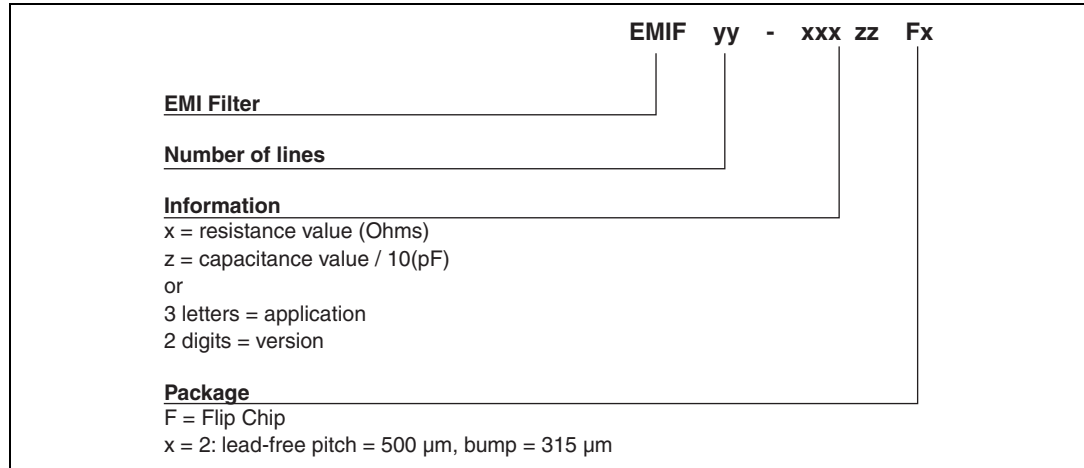 EMIF yy - xxx zz Fx
EMI Filter
Number of lines
Information
x = resistance value (Ohms)
z = capacitance value / 10(pF)
or
3 letters = application
2 digits = version
Package
F = Flip Chip
x = 2: lead-free pitch = 500 µm, bump = 315 µm